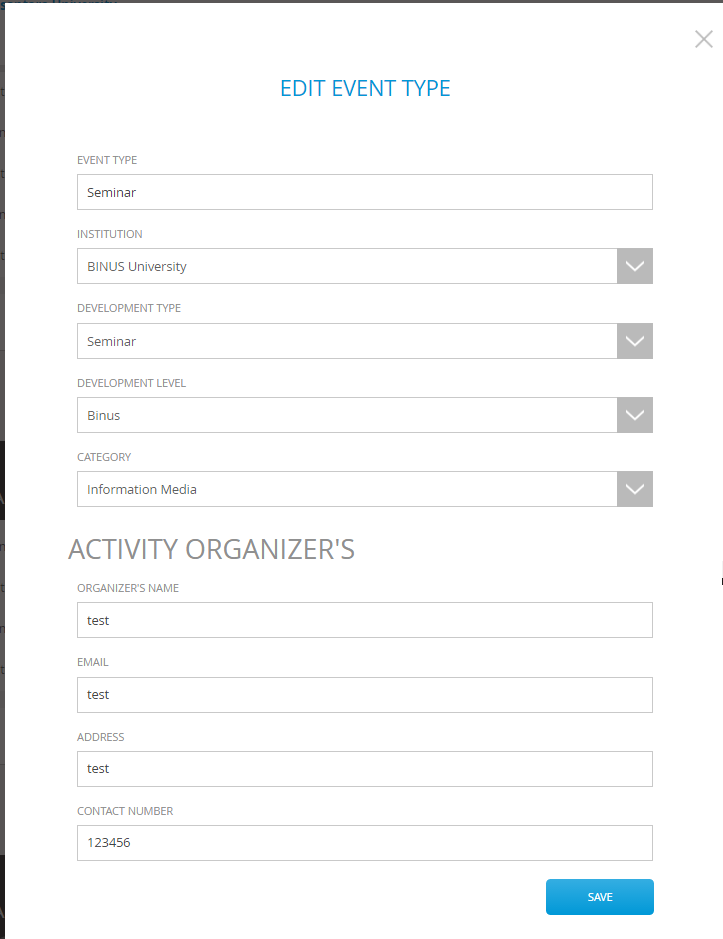 EDIT EVENT TYPE
EVENT TYPE
Seminar
INSTITUTION
BINUS University
DEVELOPMENT TYPE
Seminar
DEVELOPMENT LEVEL
Binus
CATEGORY
Information Media
ACTIVITY ORGANIZER'S
ORGANIZER'S NAME
test
EMAIL
test
ADDRESS
test
CONTACT NUMBER
123456
SAVE